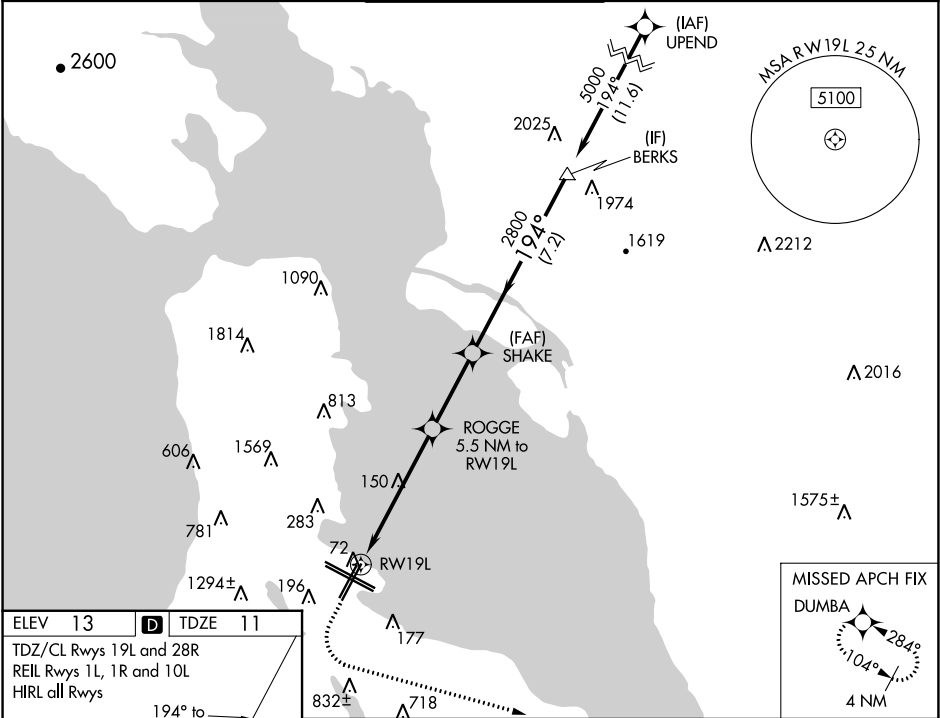 2600
(IAF)
UPEND
MSA RW19L 25 NM
5100
5000
194°
(11.6)
2025
(IF)
BERKS
1974
2800
194°
(7.2)
1619
2212
1090
1814
(FAF)
SHAKE
2016
813
ROGGE
5.5 NM to
RW19L
606
1569
150
1575±
781
283
72
RW19L
1294±
196
177
832±
718
MISSED APCH FIX
DUMBA
284°
104°
4 NM
ELEV 13 D TDZE 11
TDZ/CL Rwys 19L and 28R
REIL Rwys 1L, 1R and 10L
HIRL all Rwys
194° to